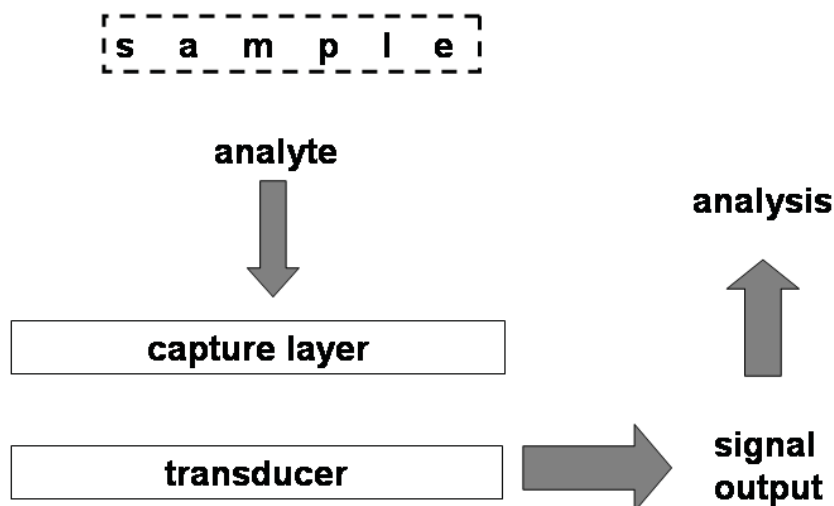 s a m p l e
analyte
analysis
capture layer
transducer
signal
output